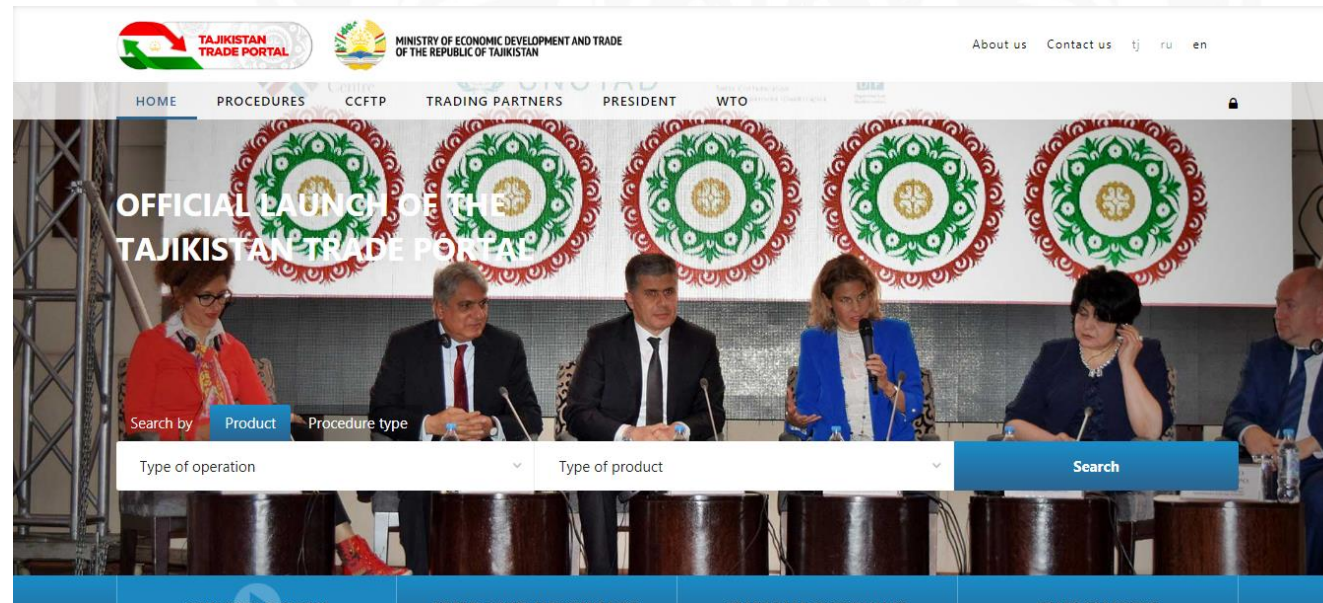 TAJIKISTAN
TRADE PORTAL
MINISTRY OF ECONOMIC DEVELOPMENT AND TRADE
OF THE REPUBLIC OF TAJIKISTAN
About us Contact us tj ru en
Centre UNCTAD
HOME PROCEDURES CCFTP TRADING PARTNERS PRESIDENT WTO
OFFICIAL LAUNCH OF THE
TAJIKISTAN TRADE PORTAL
Search by Product Procedure type
Type of operation Type of product Search